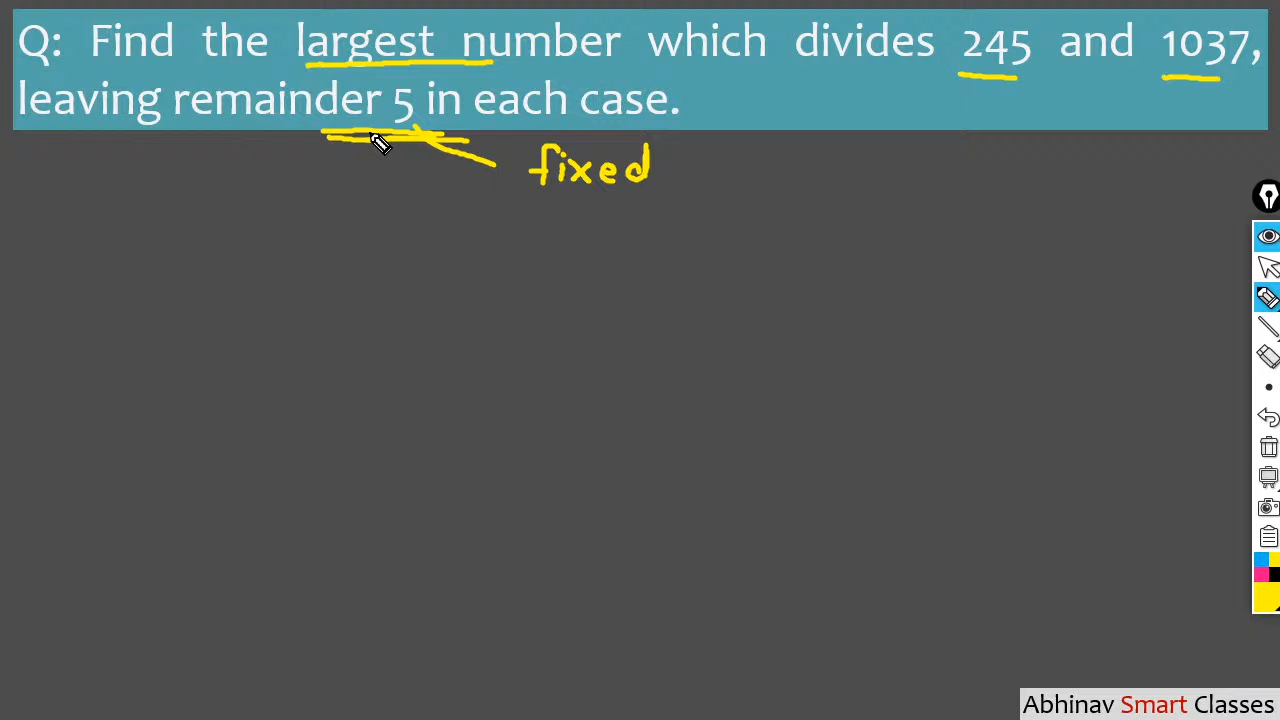 Q: Find the largest number which divides 245 and 1037,
leaving remainder 5 in each case.
fixed
Abhinav Smart Classes